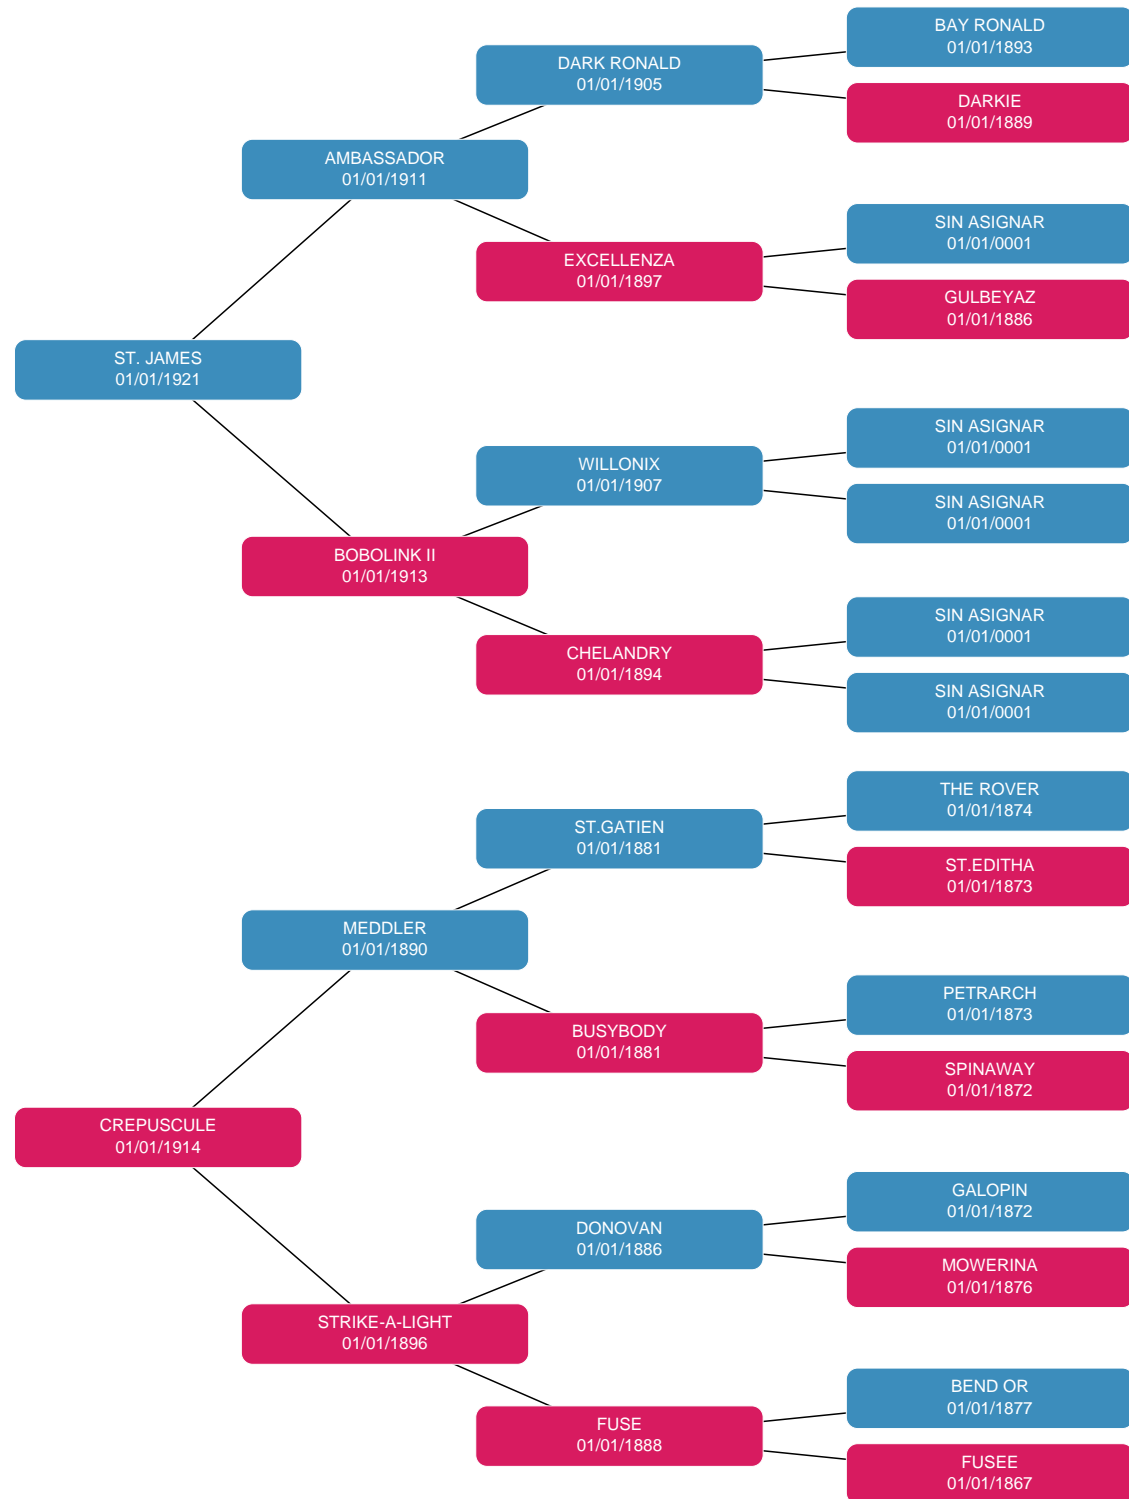 BAY RONALD
01/01/1893
DARK RONALD
01/01/1905
DARKIE
01/01/1889
AMBASSADOR
01/01/1911
SIN ASIGNAR
01/01/0001
EXCELLENZA
01/01/1897
GULBEYAZ
01/01/1886
ST. JAMES
01/01/1921
SIN ASIGNAR
01/01/0001
WILLONIX
01/01/1907
SIN ASIGNAR
01/01/0001
BOBOLINK II
01/01/1913
SIN ASIGNAR
01/01/0001
CHELANDRY
01/01/1894
SIN ASIGNAR
01/01/0001
THE ROVER
01/01/1874
ST.GATIEN
01/01/1881
ST.EDITHA
01/01/1873
MEDDLER
01/01/1890
PETRARCH
01/01/1873
BUSYBODY
01/01/1881
SPINAWAY
01/01/1872
CREPUSCULE
01/01/1914
GALOPIN
01/01/1872
DONOVAN
01/01/1886
MOWERINA
01/01/1876
STRIKE-A-LIGHT
01/01/1896
BEND OR
01/01/1877
FUSE
01/01/1888
FUSEE
01/01/1867